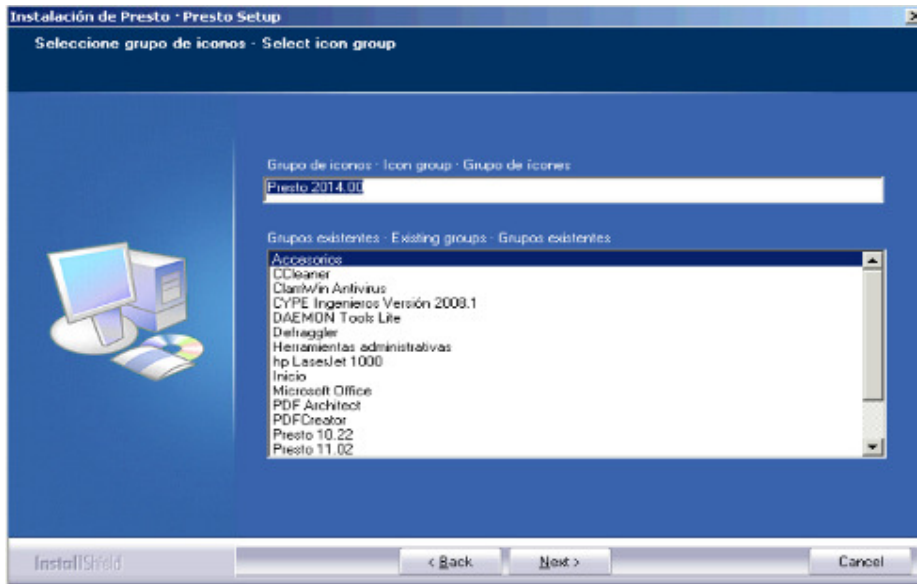 Instalación de Presto · Presto Setup
Seleccione grupo de iconos · Select icon group
Grupo de iconos · Icon group · Grupo de ícones
Presto 2014.00
Grupos existentes · Existing groups · Grupos existentes
Accesorios
CCleaner
ClamWin Antivirus
CYPE Ingenieros Versión 2008.1
DAEMON Tools Lite
Defraggler
Herramientas administrativas
hp LaserJet 1000
Inicio
Microsoft Office
PDF Architect
PDFCreator
Presto 10.22
Presto 11.02
InstallShield
< Back
Next >
Cancel